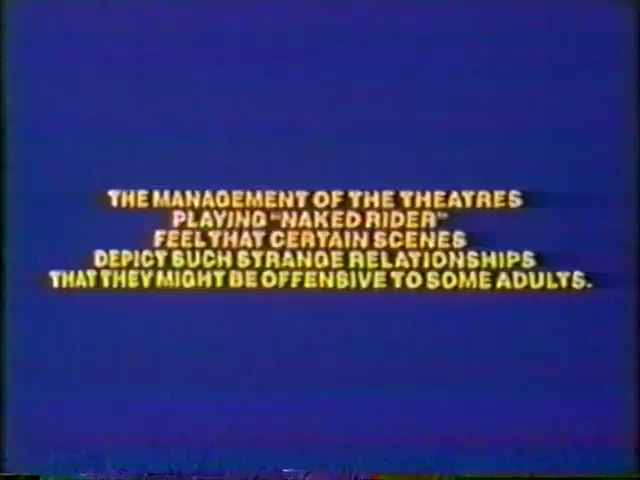 THE MANAGEMENT OF THE THEATRES
PLAYING "NAKED RIDER"
FEEL THAT CERTAIN SCENES
DEPICT SUCH STRANGE RELATIONSHIPS
THAT THEY MIGHT BE OFFENSIVE TO SOME ADULTS.